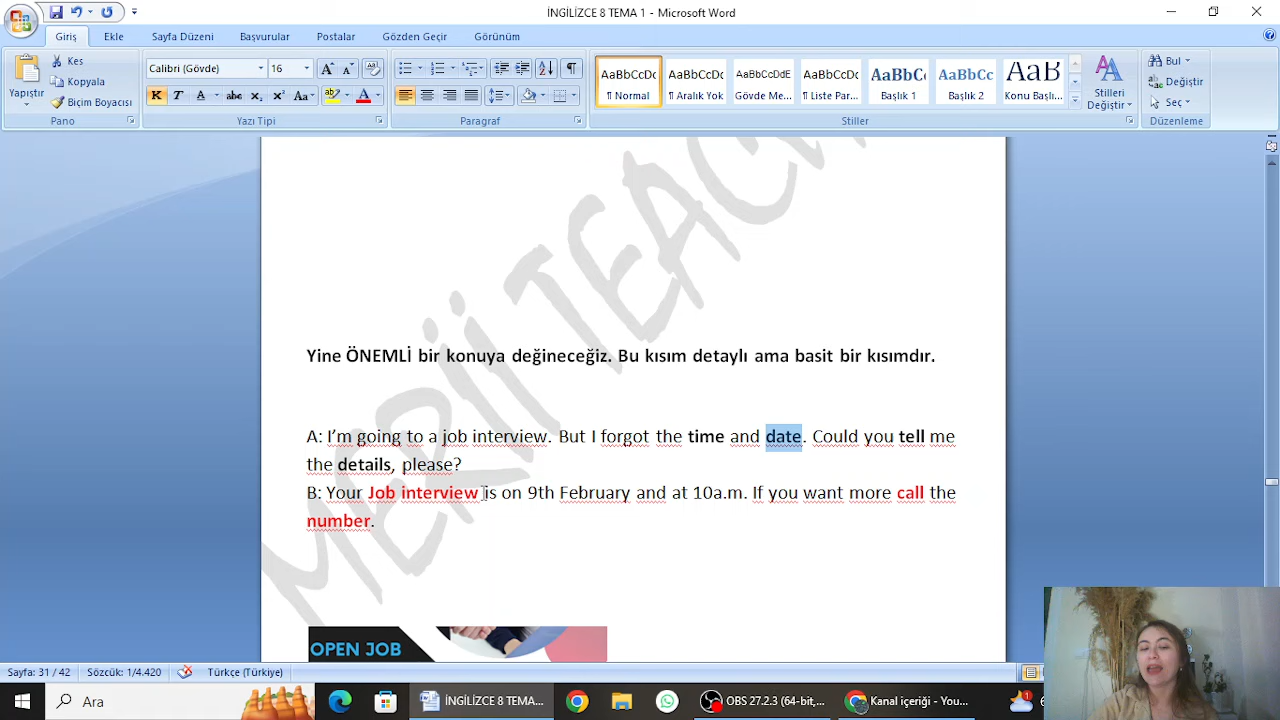 İNGİLİZCE 8 TEMA 1 - Microsoft Word
Giriş Ekle Sayfa Düzeni Başvurular Postalar Gözden Geçir Görünüm
Yapıştır Kes Kopyala Biçim Boyacısı
Calibri (Gövde) 16
AaBbCcDc AaBbCcDc AaBbCcDdE AaBbCcDc AaBbC AaBbCc AaB
¶ Normal ¶ Aralık Yok Gövde Me... ¶ Liste Par... Başlık 1 Başlık 2 Konu Başl...
Stilleri Değiştir
Bul Değiştir Seç
Pano Yazı Tipi Paragraf Stiller Düzenleme
MERİİ TEACH
Yine ÖNEMLİ bir konuya değineceğiz. Bu kısım detaylı ama basit bir kısımdır.
A: I'm going to a job interview. But I forgot the time and date. Could you tell me
the details, please?
B: Your Job interview is on 9th February and at 10a.m. If you want more call the
number.
OPEN JOB
Sayfa: 31 / 42 Sözcük: 1/4.420 Türkçe (Türkiye)
Ara İNGİLİZCE 8 TEMA... OBS 27.2.3 (64-bit,... Kanal içeriği - You...